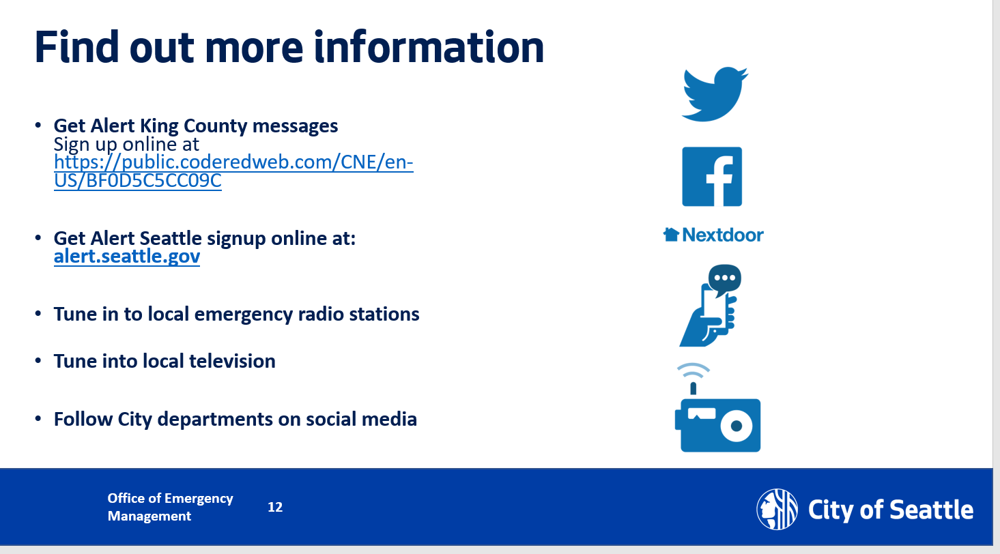 Find out more information
• Get Alert King County messages
Sign up online at
https://public.coderedweb.com/CNE/en-
US/BF0D5C5CC09C
• Get Alert Seattle signup online at:
alert.seattle.gov
• Tune in to local emergency radio stations
• Tune into local television
• Follow City departments on social media
Nextdoor
Office of Emergency
Management
12
City of Seattle